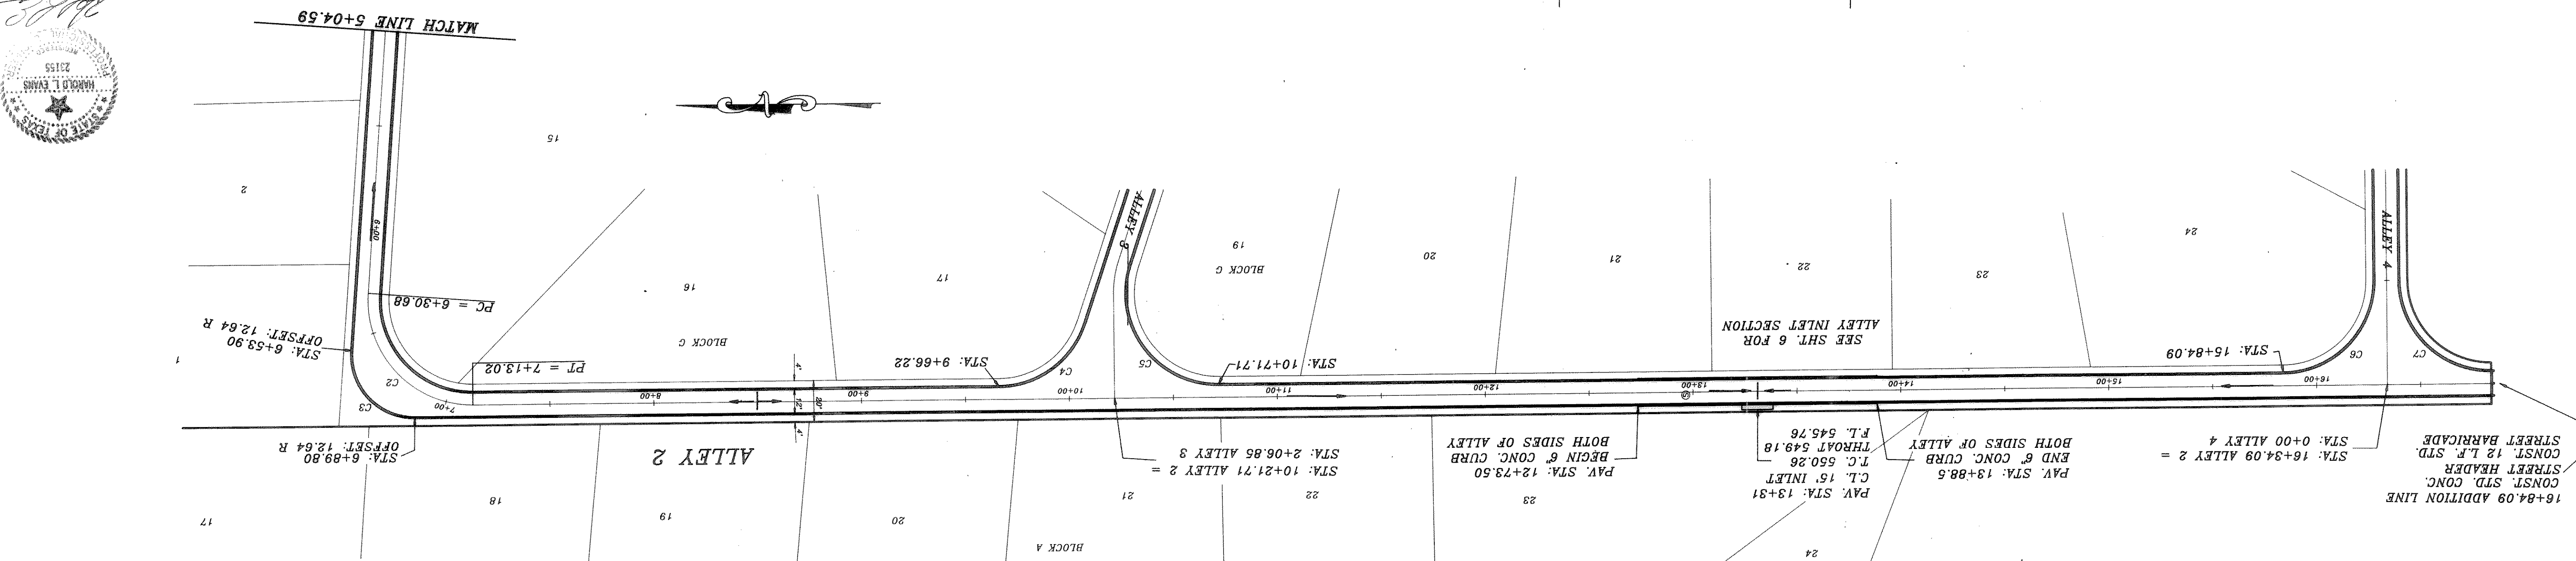 16+84.09 ADDITION LINE
CONST. STD. CONC.
STREET HEADER
CONST. 12 L.F. STD.
STREET BARRICADE
STA: 16+34.09 ALLEY 2 =
STA: 0+00 ALLEY 4
PAV. STA: 13+88.5
END 6" CONC. CURB
BOTH SIDES OF ALLEY
PAV. STA: 13+31
C.L. 15' INLET
T.C. 550.26
THROAT 549.18
F.L. 545.76
PAV. STA: 12+73.50
BEGIN 6" CONC. CURB
BOTH SIDES OF ALLEY
STA: 10+21.71 ALLEY 2 =
STA: 2+06.85 ALLEY 3
ALLEY 2
STA: 6+89.80
OFFSET: 12.64 R
24
23
22
21
BLOCK A
20
19
18
17
C7
C6
16+00
15+00
14+00
13+00
S
12+00
11+00
10+00
9+00
8+00
7+00
20'
4'
12'
4'
C5
C4
C3
C2
STA: 15+84.09
SEE SHT. 6 FOR
ALLEY INLET SECTION
STA: 10+71.71
STA: 9+66.22
PT = 7+13.02
STA: 6+53.90
OFFSET: 12.64 R
PC = 6+30.68
1
ALLEY 4
24
23
22
21
20
19
BLOCK G
ALLEY 3
17
16
BLOCK G
6+00
2
15
MATCH LINE 5+04.59
STATE OF TEXAS
HAROLD L. EVANS
23155
REGISTERED
PROFESSIONAL